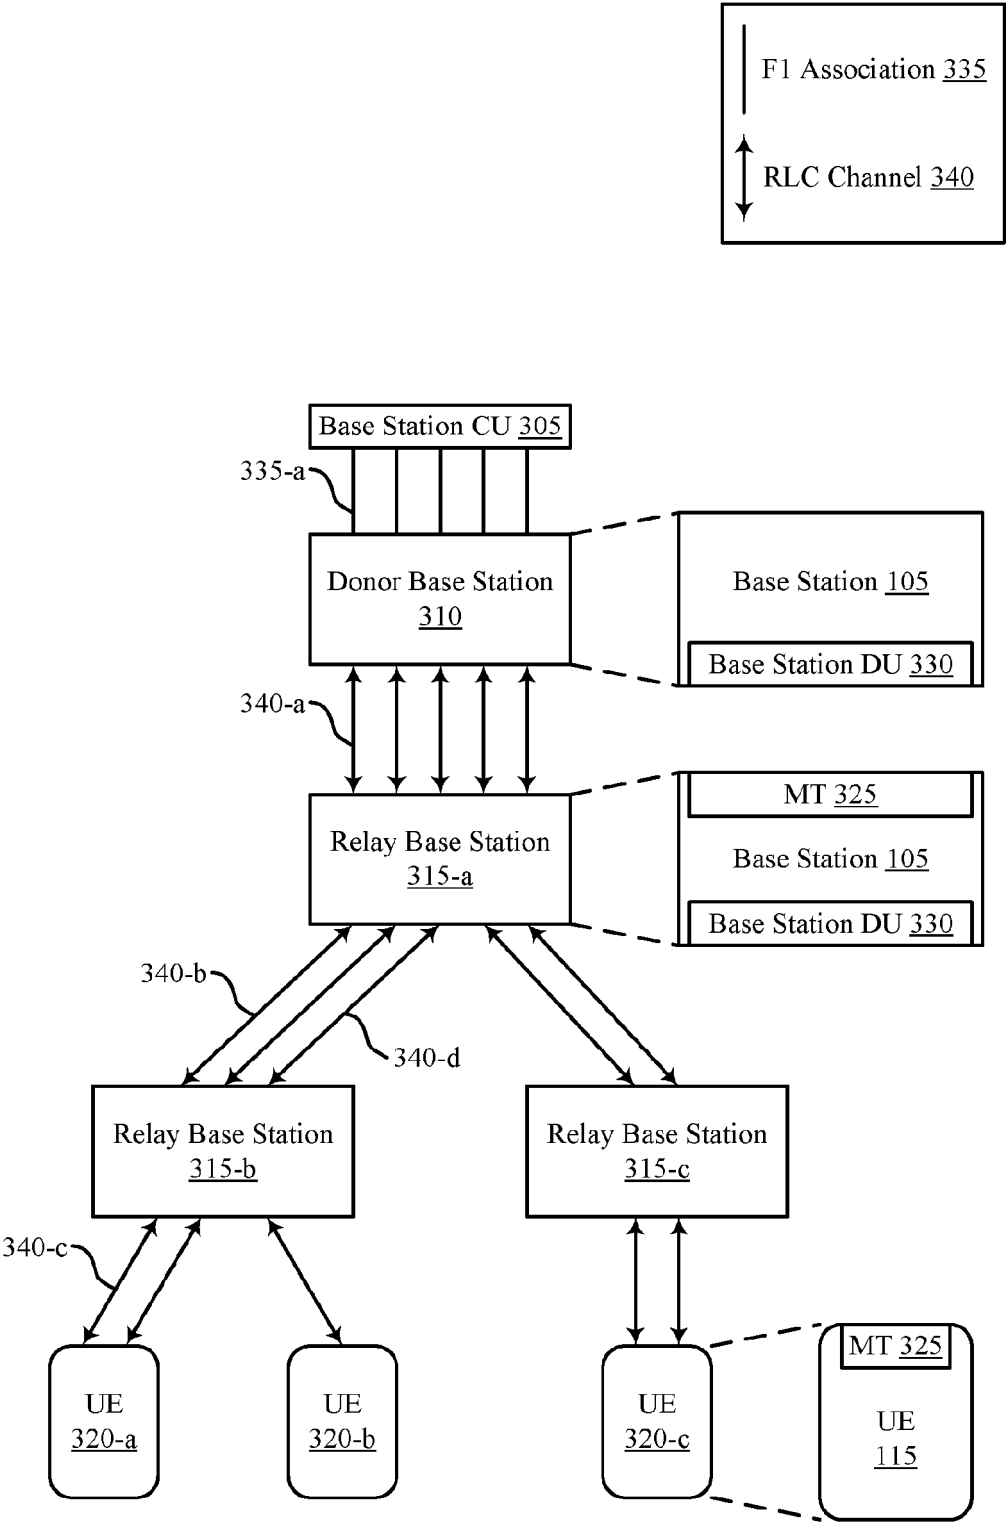 F1 Association 335
RLC Channel 340
Base Station CU 305
335-a
Donor Base Station
310
Base Station 105
Base Station DU 330
340-a
MT 325
Relay Base Station
315-a
Base Station 105
Base Station DU 330
340-b
340-d
Relay Base Station
315-b
Relay Base Station
315-c
340-c
UE
320-a
UE
320-b
UE
320-c
MT 325
UE
115